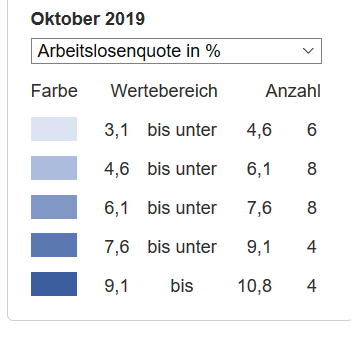 Oktober 2019
Arbeitslosenquote in %
Farbe Wertebereich Anzahl
3,1 bis unter 4,6 6
4,6 bis unter 6,1 8
6,1 bis unter 7,6 8
7,6 bis unter 9,1 4
9,1 bis 10,8 4